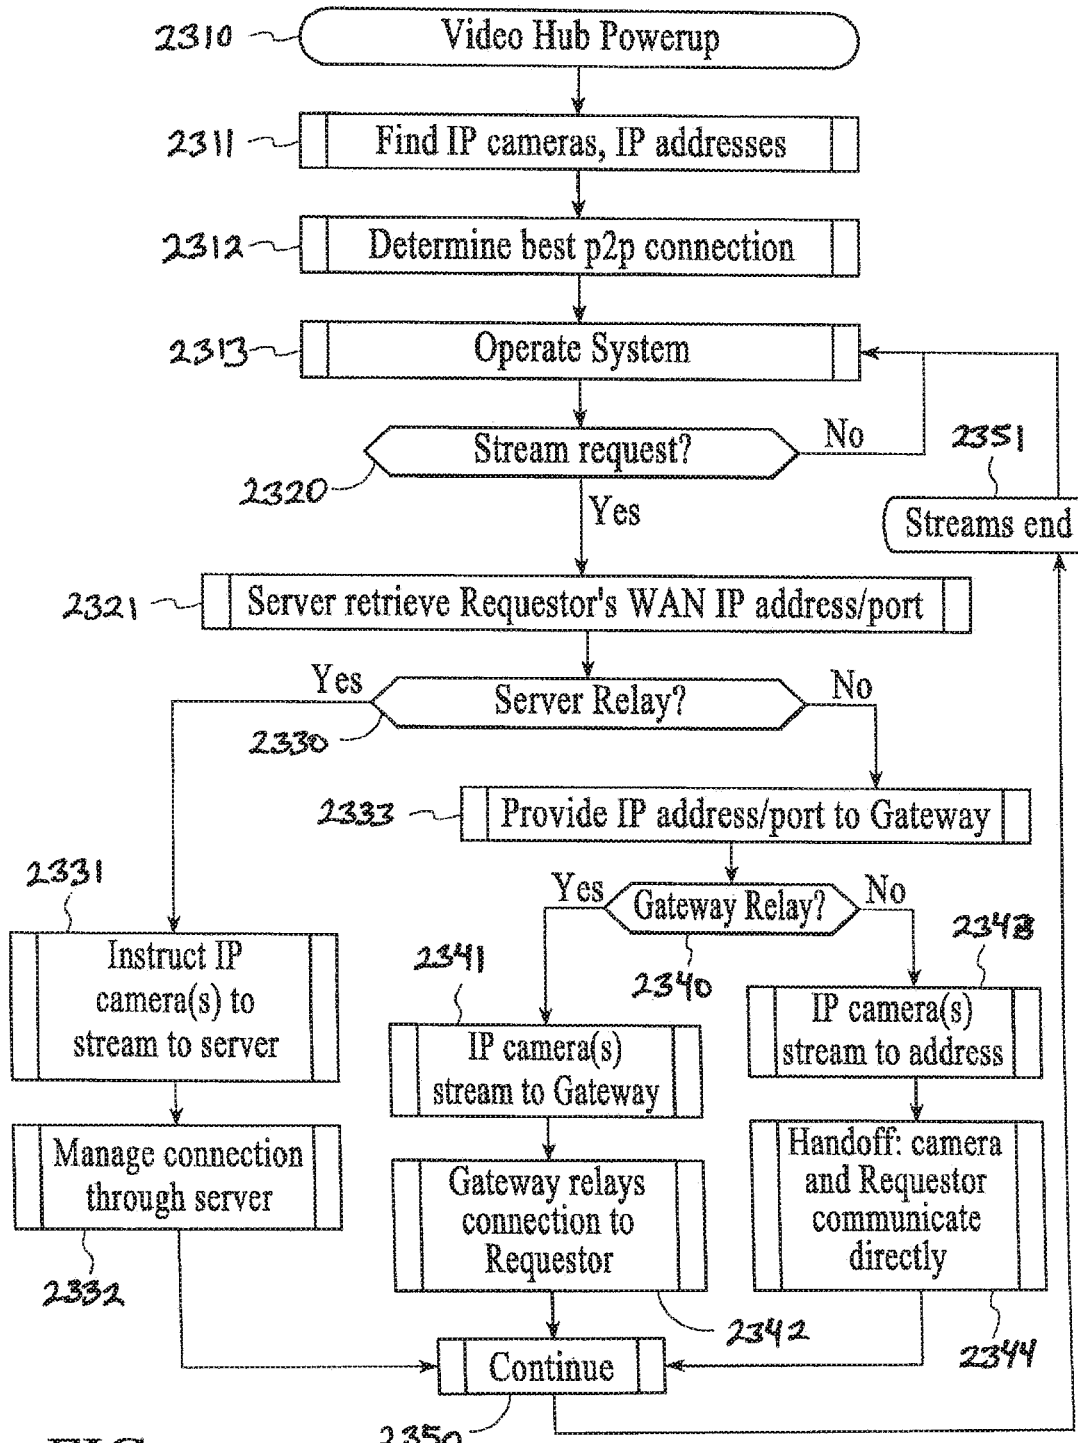 2310
Video Hub Powerup
2311
Find IP cameras, IP addresses
2312
Determine best p2p connection
2313
Operate System
Stream request?
No
2320
Yes
2351
Streams end
2321
Server retrieve Requestor's WAN IP address/port
Yes
Server Relay?
No
2330
2333
Provide IP address/port to Gateway
2331
Yes
Gateway Relay?
No
2340
Instruct IP
camera(s) to
stream to server
2341
IP camera(s)
stream to Gateway
2343
IP camera(s)
stream to address
Manage connection
through server
2332
Gateway relays
connection to
Requestor
2342
Handoff: camera
and Requestor
communicate
directly
2344
Continue
2350